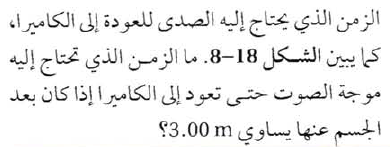 الزمن الذي يحتاج إليه الصدى للعودة إلى الكاميرا،
كما يبين الشكل 18-8. ما الزمن الذي تحتاج إليه
موجة الصوت حتى تعود إلى الكاميرا إذا كان بعد
الجسم عنها يساوي 3.00 m؟